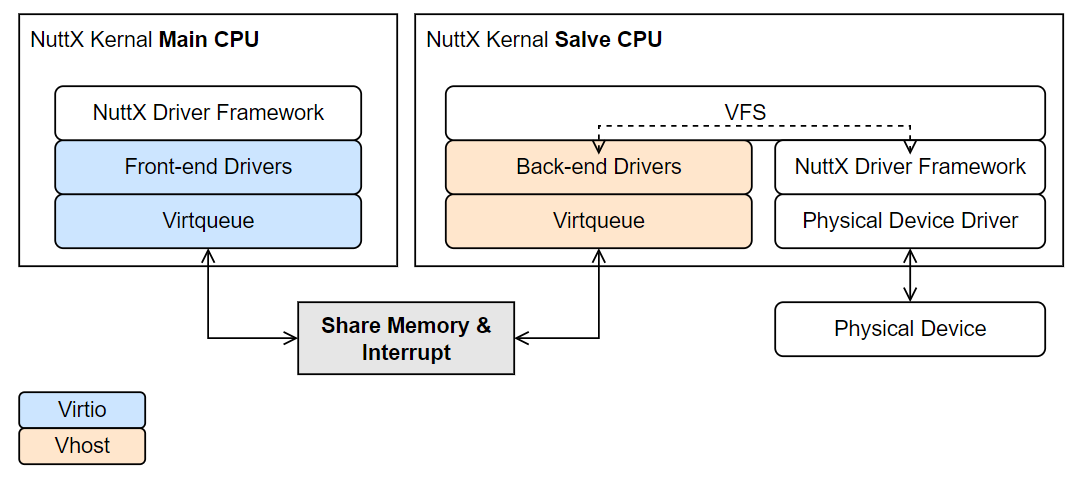 NuttX Kernal Main CPU
NuttX Driver Framework
Front-end Drivers
Virtqueue
NuttX Kernal Salve CPU
VFS
Back-end Drivers
Virtqueue
NuttX Driver Framework
Physical Device Driver
Share Memory &
Interrupt
Physical Device
Virtio
Vhost